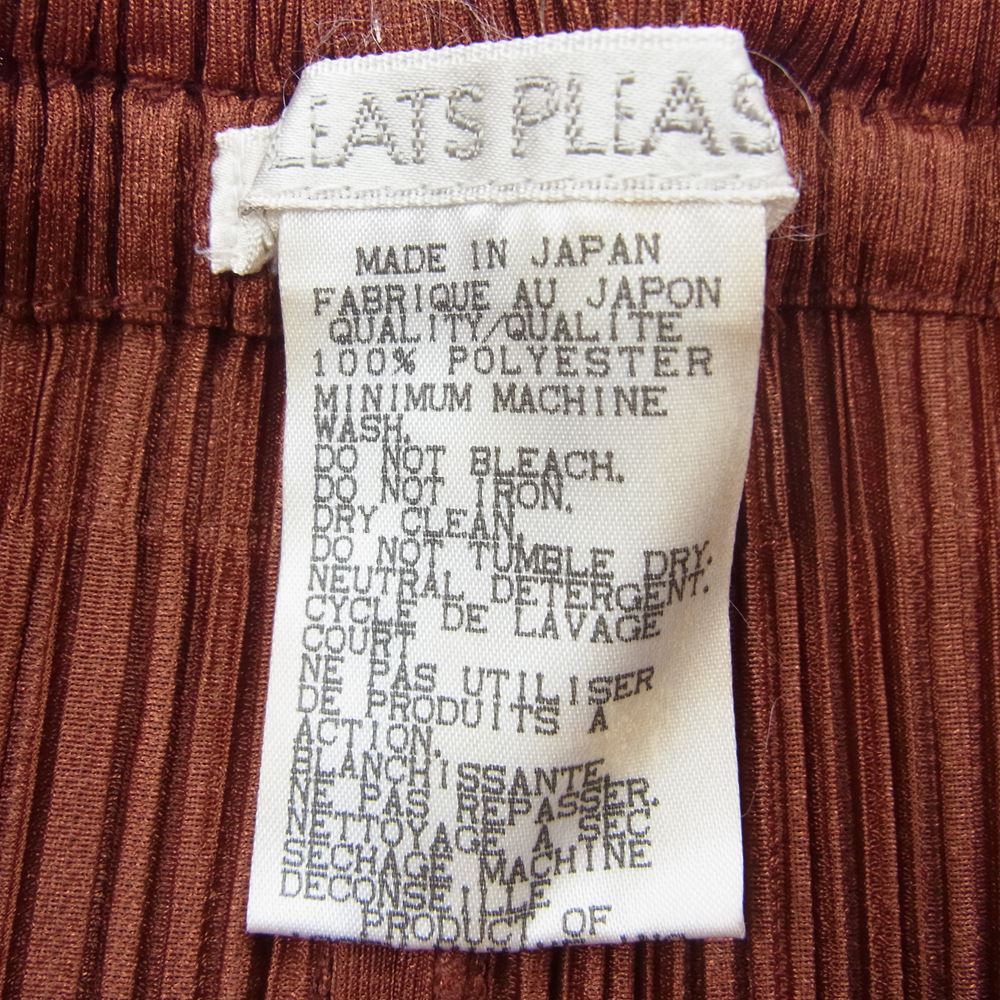 LEATS PLEAS
MADE IN JAPAN
FABRIQUE AU JAPON
QUALITY/QUALITE
100% POLYESTER
MINIMUM MACHINE
WASH.
DO NOT BLEACH.
DO NOT IRON.
DRY CLEAN.
DO NOT TUMBLE DRY.
NEUTRAL DETERGENT.
CYCLE DE LAVAGE
COURT
NE PAS UTILISER
DE PRODUITS A
ACTION.
BLANCHISSANTE.
NE PAS REPASSER.
NETTOYAGE A SEC
SECHAGE MACHINE
DECONSEILLE
PRODUCT OF